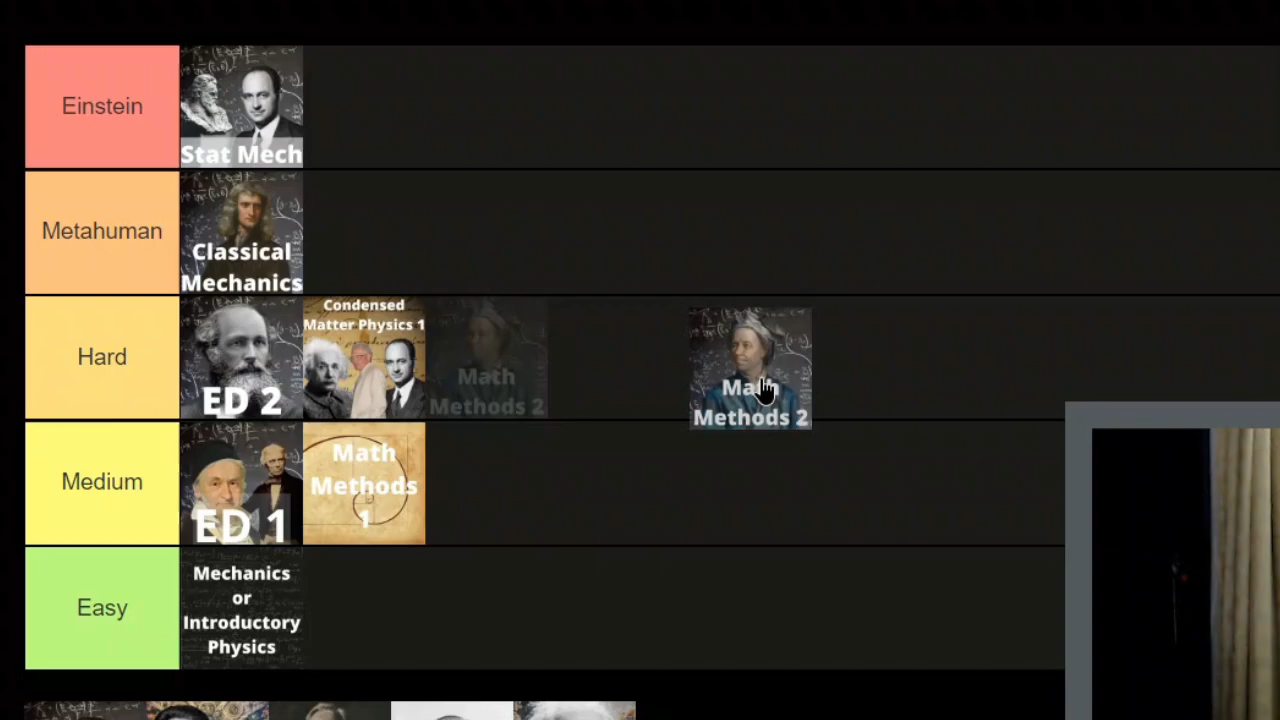 Einstein
Stat Mech
Metahuman
Classical
Mechanics
Hard
ED 2
Condensed
Matter Physics 1
Math
Methods 2
Math
Methods 2
Medium
ED 1
Math
Methods
1
Easy
Mechanics
or
Introductory
Physics